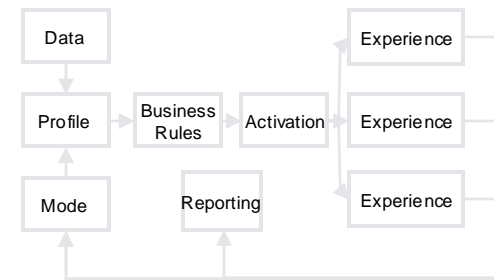 Data
Experience
Profile
Business
Rules
Activation
Experience
Mode
Reporting
Experience